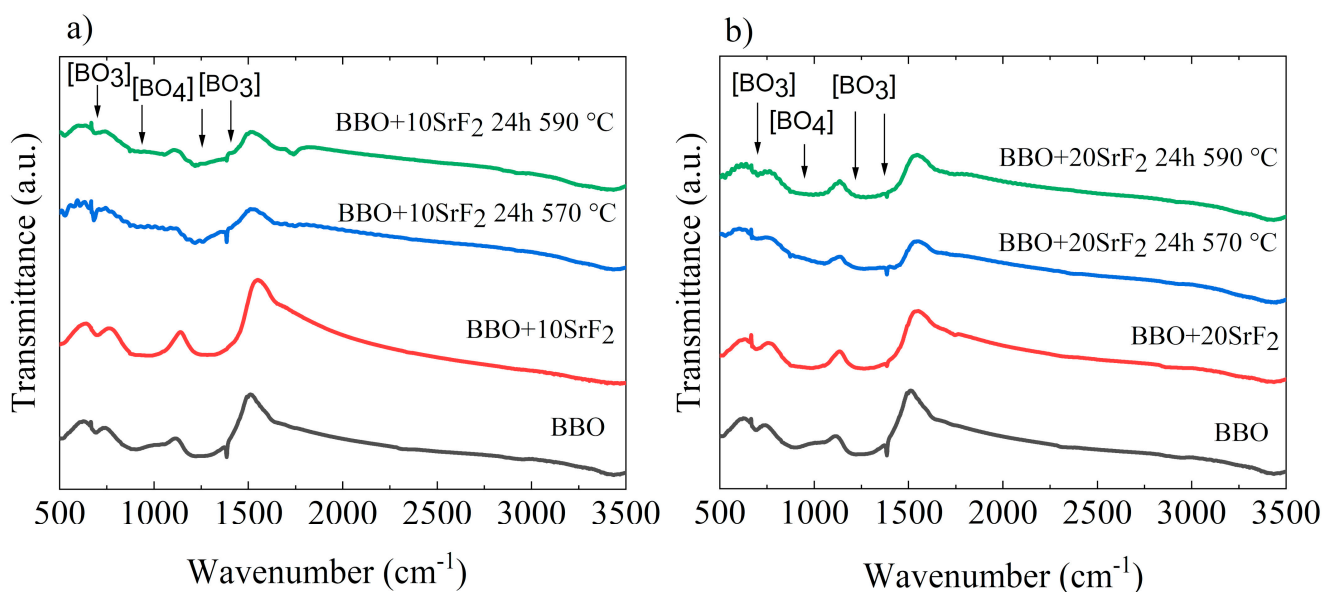 a)
[BO3]
[BO4]
[BO3]
BBO+10SrF2 24h 590 °C
BBO+10SrF2 24h 570 °C
BBO+10SrF2
BBO
Transmittance (a.u.)
500 1000 1500 2000 2500 3000 3500
Wavenumber (cm-1)
b)
[BO3]
[BO3]
[BO4]
BBO+20SrF2 24h 590 °C
BBO+20SrF2 24h 570 °C
BBO+20SrF2
BBO
Transmittance (a.u.)
500 1000 1500 2000 2500 3000 3500
Wavenumber (cm-1)